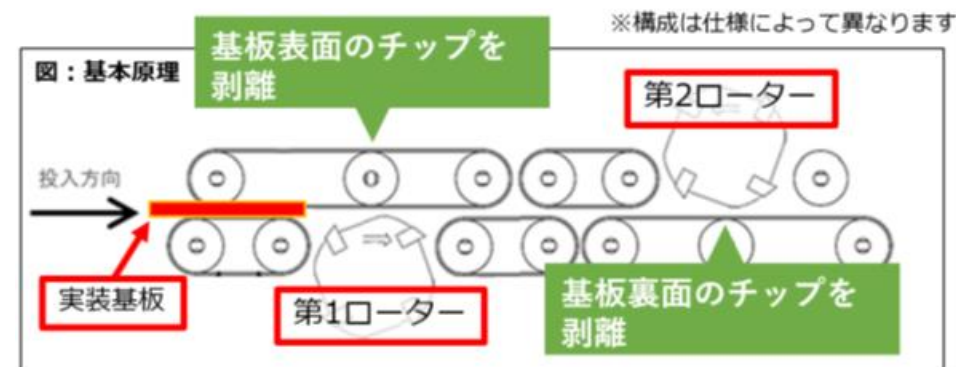 ※構成は仕様によって異なります
図：基本原理
基板表面のチップを
剥離
第2ローター
投入方向
実装基板
第1ローター
基板裏面のチップを
剥離